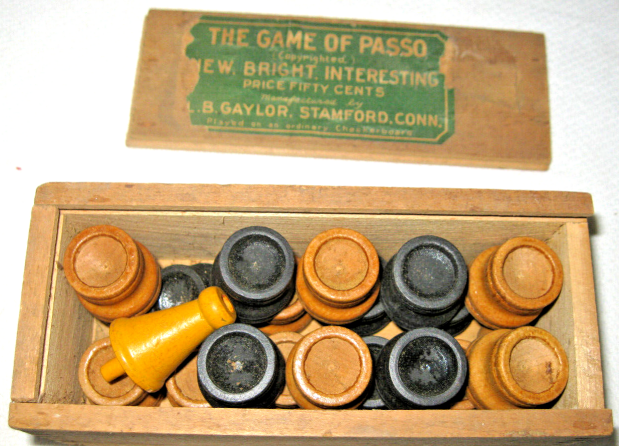 THE GAME OF PASSO
(Copyrighted)
NEW, BRIGHT, INTERESTING
PRICE FIFTY CENTS
Manufactured by
L.B. GAYLOR, STAMFORD, CONN.
Played on an ordinary Checkerboard